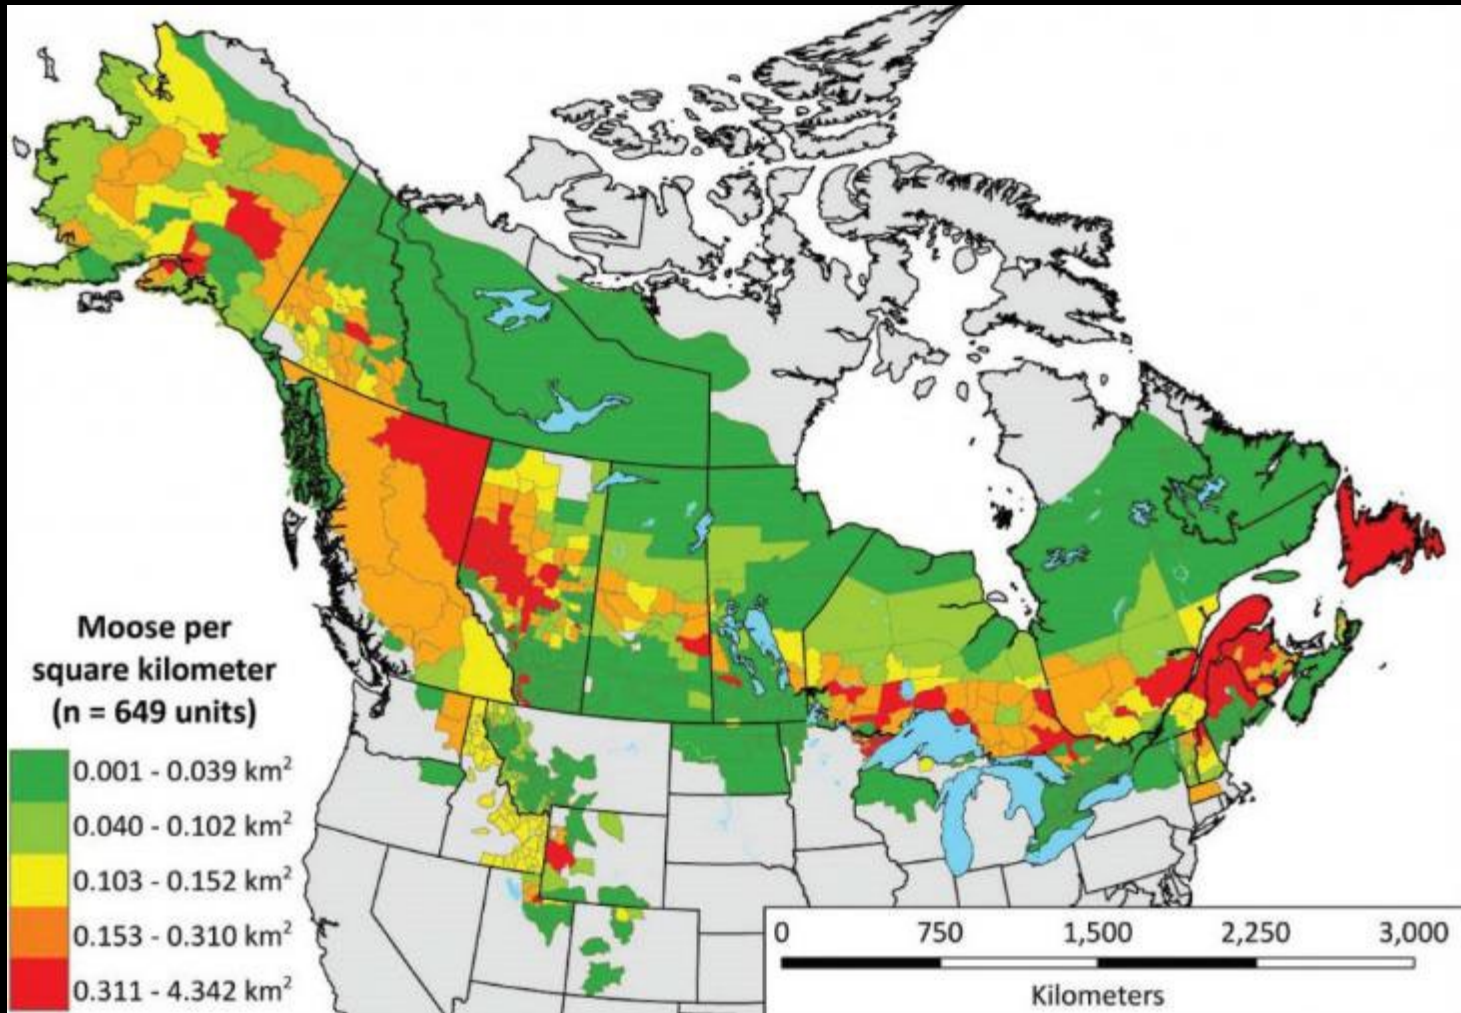 Moose per
square kilometer
(n = 649 units)
0.001 - 0.039 km²
0.040 - 0.102 km²
0.103 - 0.152 km²
0.153 - 0.310 km²
0.311 - 4.342 km²
0 750 1,500 2,250 3,000
Kilometers